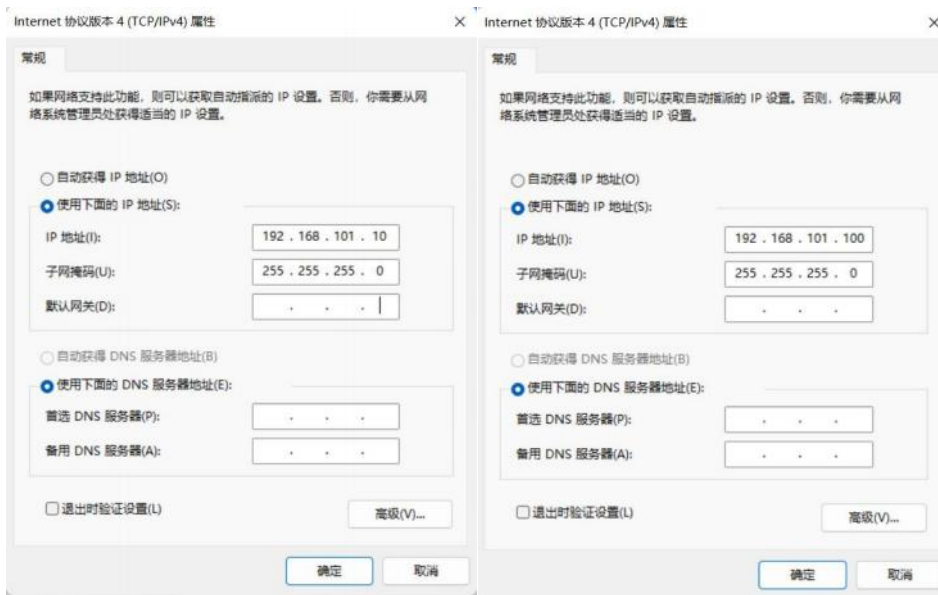 Internet 协议版本 4 (TCP/IPv4) 属性
常规
如果网络支持此功能，则可以获取自动指派的 IP 设置。否则，你需要从网
络系统管理员处获得适当的 IP 设置。
自动获得 IP 地址(O)
使用下面的 IP 地址(S):
IP 地址(I): 192 . 168 . 101 . 10
子网掩码(U): 255 . 255 . 255 . 0
默认网关(D): . . .
自动获得 DNS 服务器地址(B)
使用下面的 DNS 服务器地址(E):
首选 DNS 服务器(P): . . .
备用 DNS 服务器(A): . . .
退出时验证设置(L)
高级(V)...
确定 取消
Internet 协议版本 4 (TCP/IPv4) 属性
常规
如果网络支持此功能，则可以获取自动指派的 IP 设置。否则，你需要从网
络系统管理员处获得适当的 IP 设置。
自动获得 IP 地址(O)
使用下面的 IP 地址(S):
IP 地址(I): 192 . 168 . 101 . 100
子网掩码(U): 255 . 255 . 255 . 0
默认网关(D): . . .
自动获得 DNS 服务器地址(B)
使用下面的 DNS 服务器地址(E):
首选 DNS 服务器(P): . . .
备用 DNS 服务器(A): . . .
退出时验证设置(L)
高级(V)...
确定 取消